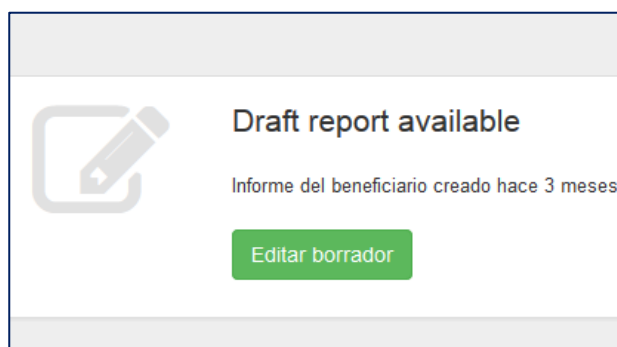 Draft report available
Informe del beneficiario creado hace 3 meses
Editar borrador